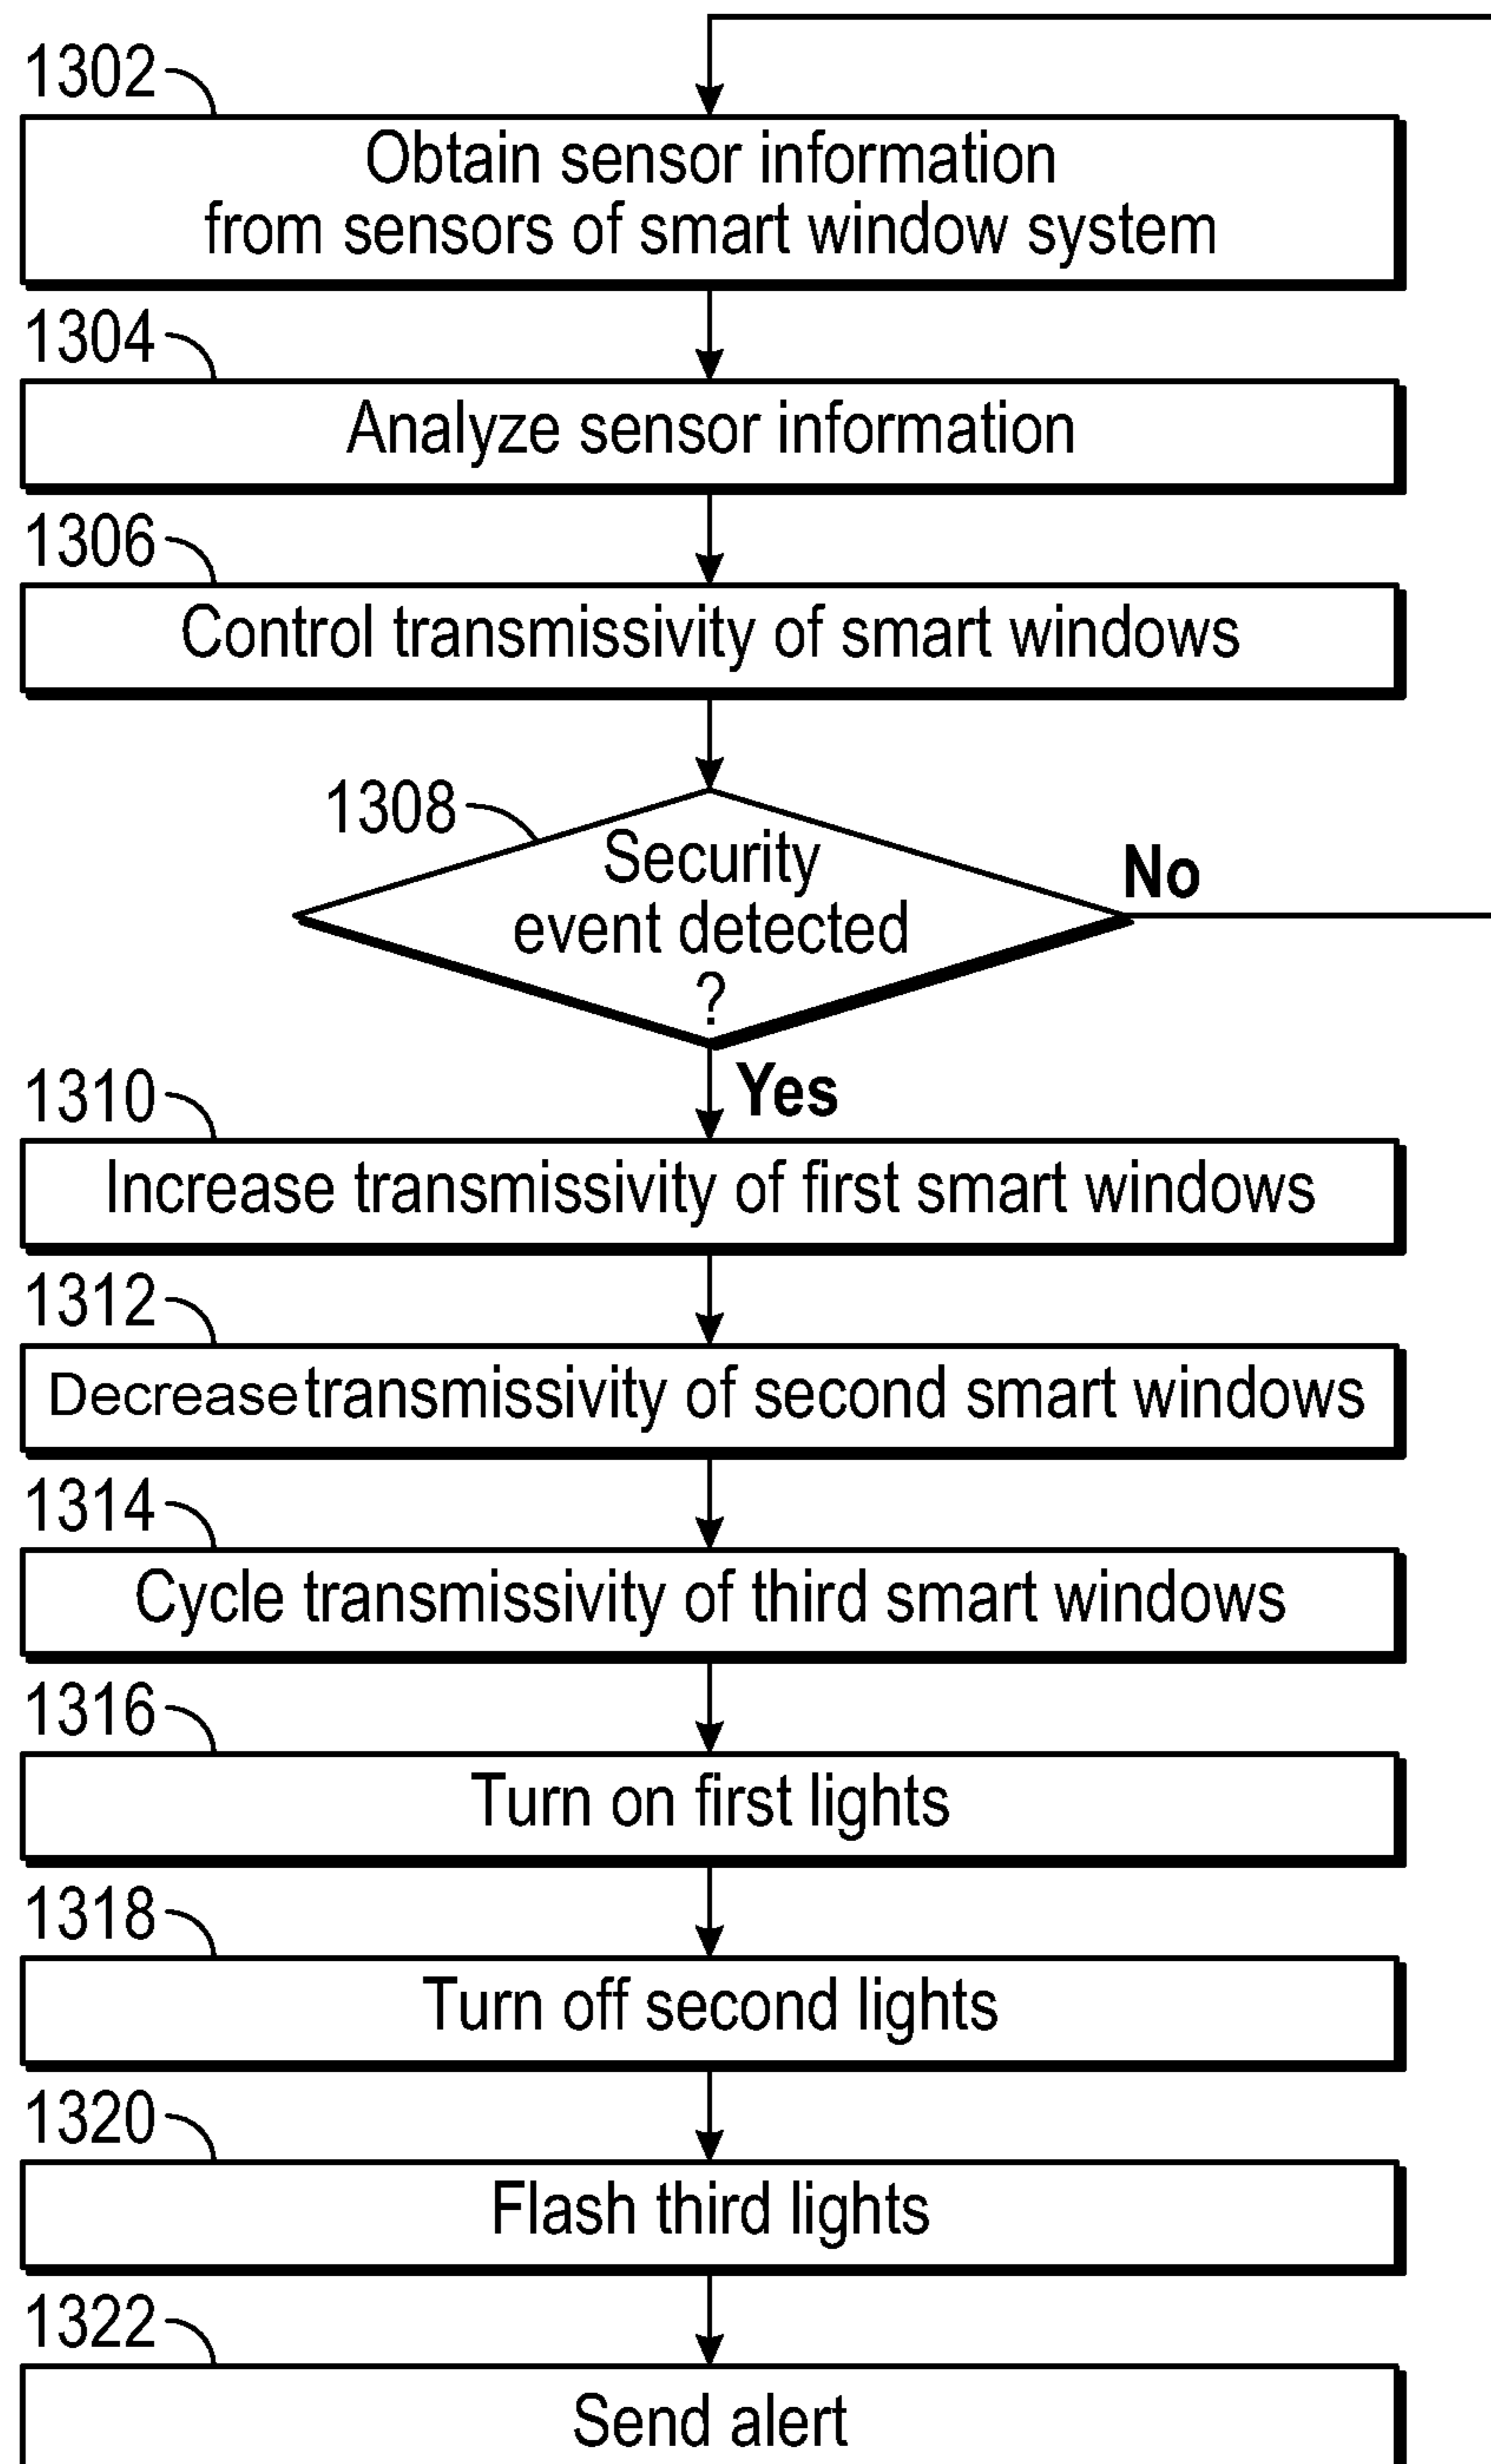 1302
Obtain sensor information
from sensors of smart window system
1304
Analyze sensor information
1306
Control transmissivity of smart windows
1308
Security
event detected
?
No
Yes
1310
Increase transmissivity of first smart windows
1312
Decrease transmissivity of second smart windows
1314
Cycle transmissivity of third smart windows
1316
Turn on first lights
1318
Turn off second lights
1320
Flash third lights
1322
Send alert